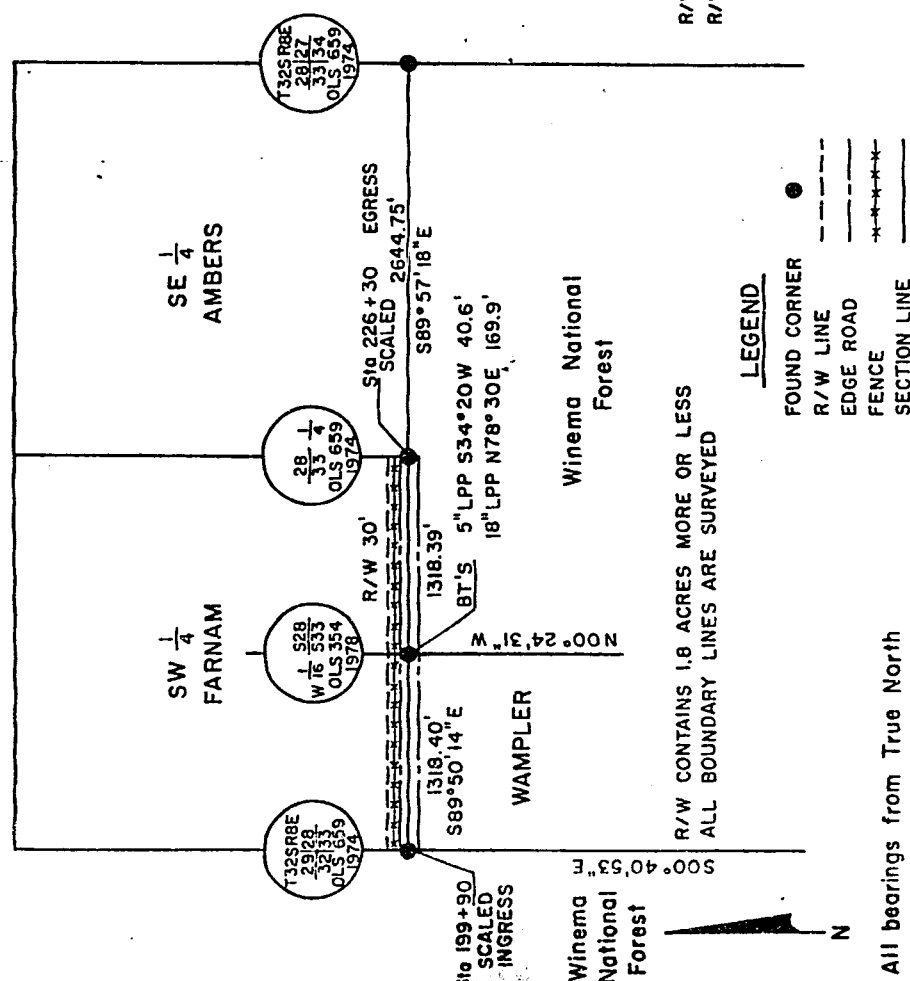 SW 1/4
FARNAM
SE 1/4
AMBERS
T32S R8E
29|28
32|33
OLS 659
1974
W 1/16 S28
S33
OLS 354
1978
28 1/4
33
OLS 659
1974
T32S R8E
28|27
33|34
OLS 659
1974
R/W 30'
Sta 226+30 EGRESS
SCALED
2644.75'
S89°57'18"E
1318.40'
S89°50'14"E
1318.39'
BT'S
5"LPP S34°20W 40.6'
18"LPP N78°30E 169.9'
Sta 199+90
SCALED
INGRESS
WAMPLER
N00°24'31"W
S00°40'53"E
Winema
National
Forest
Winema National
Forest
R/W CONTAINS 1.8 ACRES MORE OR LESS
ALL BOUNDARY LINES ARE SURVEYED
N
All bearings from True North
LEGEND
FOUND CORNER
R/W LINE
EDGE ROAD
FENCE
SECTION LINE
R/
R/